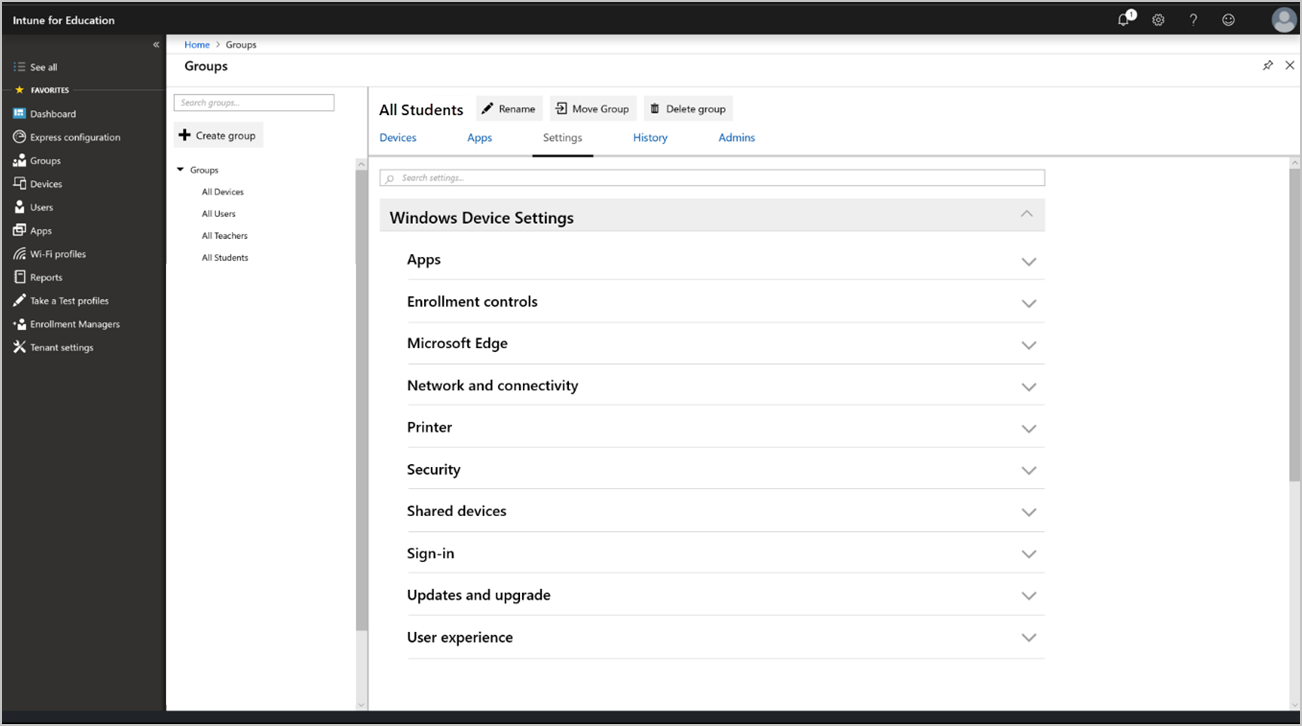 Intune for Education
1
?
«
See all
FAVORITES
Dashboard
Express configuration
Groups
Devices
Users
Apps
Wi-Fi profiles
Reports
Take a Test profiles
Enrollment Managers
Tenant settings
Home > Groups
Groups
Search groups...
Create group
Groups
All Devices
All Users
All Teachers
All Students
All Students Rename Move Group Delete group
Devices Apps Settings History Admins
Search settings...
Windows Device Settings
Apps
Enrollment controls
Microsoft Edge
Network and connectivity
Printer
Security
Shared devices
Sign-in
Updates and upgrade
User experience